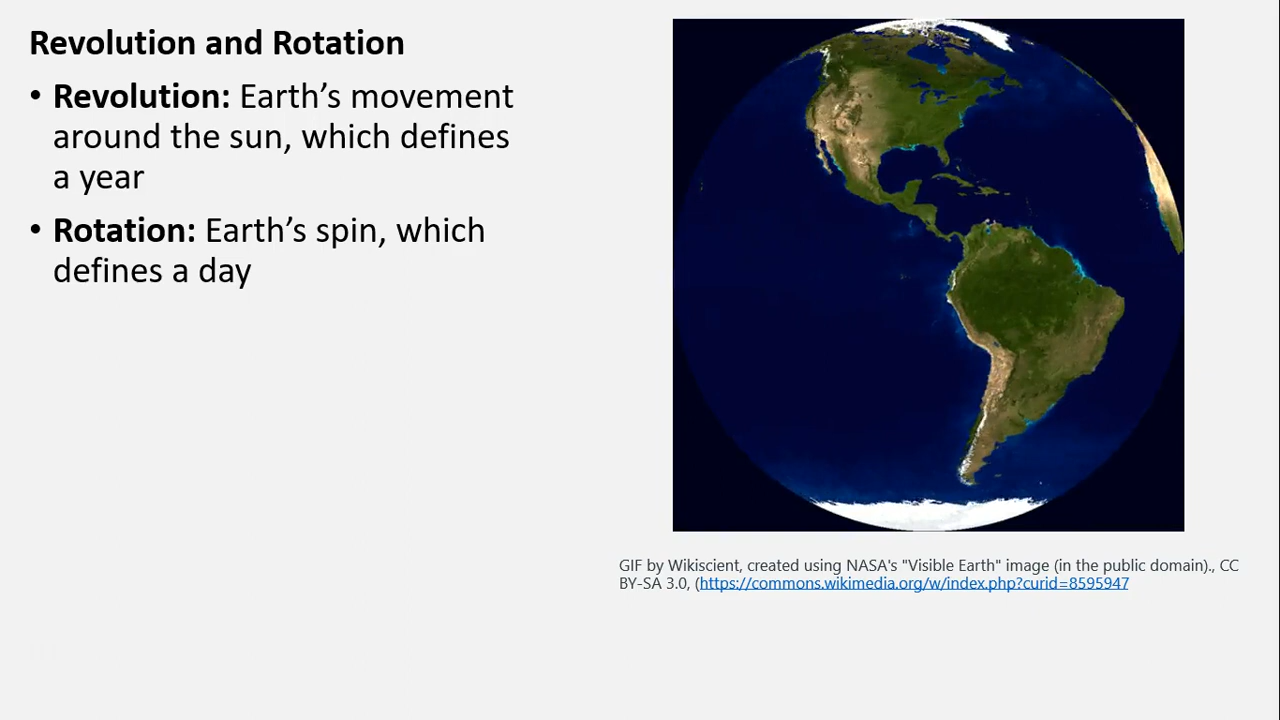 Revolution and Rotation
• Revolution: Earth’s movement
around the sun, which defines
a year
• Rotation: Earth’s spin, which
defines a day
GIF by Wikiscient, created using NASA's "Visible Earth" image (in the public domain)., CC
BY-SA 3.0, (https://commons.wikimedia.org/w/index.php?curid=8595947